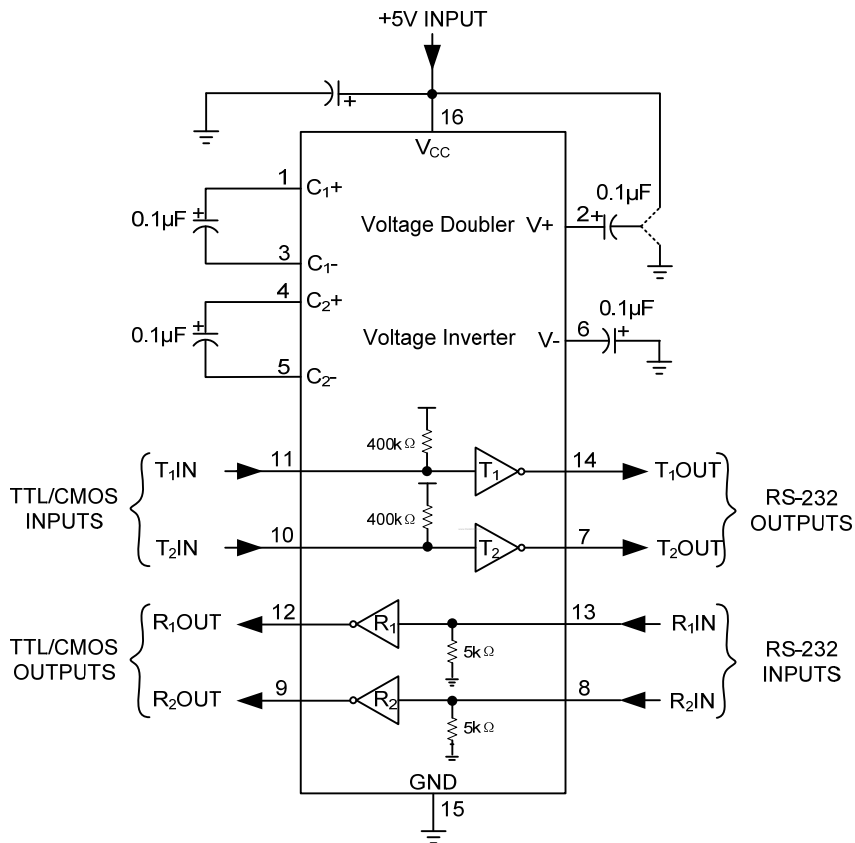 +5V INPUT
+
16
VCC
1
C1+
0.1µF
+
3
C1-
4
C2+
0.1µF
+
5
C2-
Voltage Doubler
V+
2
+
0.1µF
Voltage Inverter
V-
6
0.1µF
+
TTL/CMOS
INPUTS
T1IN
11
400kΩ
T1
14
T1OUT
T2IN
10
400kΩ
T2
7
T2OUT
RS-232
OUTPUTS
TTL/CMOS
OUTPUTS
R1OUT
12
R1
5kΩ
13
R1IN
R2OUT
9
R2
5kΩ
8
R2IN
RS-232
INPUTS
GND
15